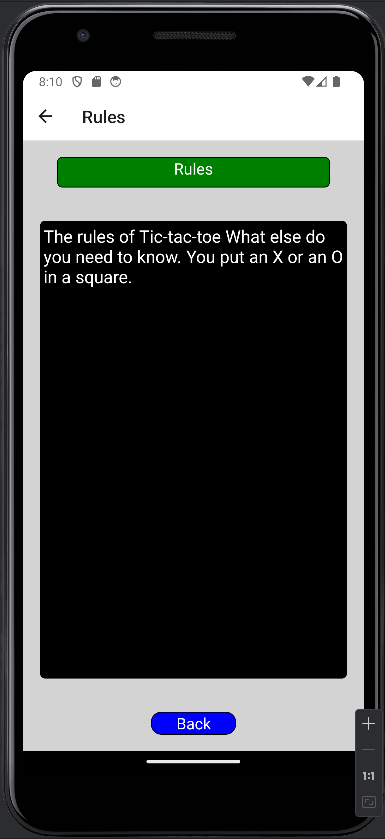 8:10
Rules
Rules
The rules of Tic-tac-toe What else do
you need to know. You put an X or an O
in a square.
Back
1:1